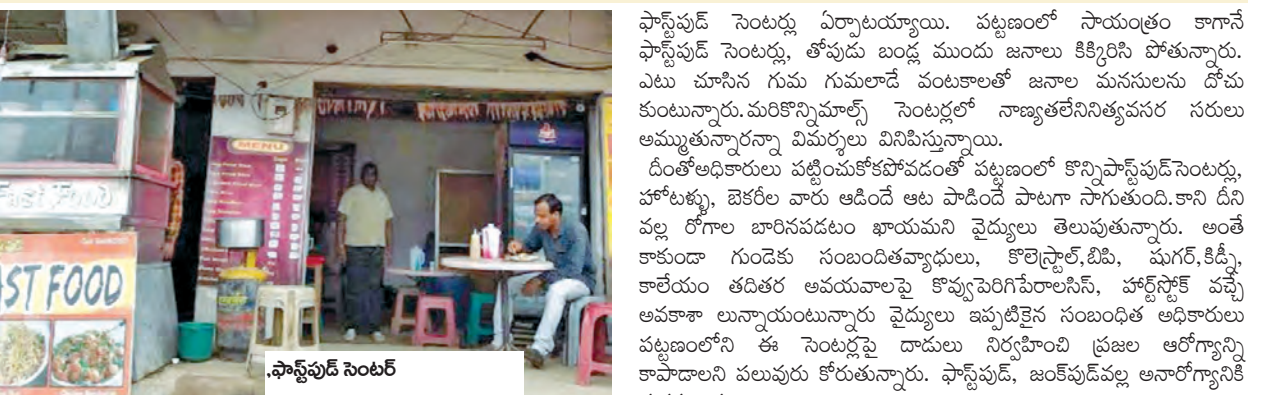 ఫాస్ట్‌పుడ్ సెంటర్లు ఏర్పాటయ్యాయి. పట్టణంలో సాయంత్రం కాగానే
ఫాస్ట్‌పుడ్ సెంటర్లు, తోపుడు బండ్ల ముందు జనాలు కిక్కిరిసి పోతున్నారు.
ఎటు చూసిన గుమ గుమలాడే వంటకాలతో జనాల మనసులను దోచు
కుంటున్నారు.మరికొన్నిమాల్స్ సెంటర్లలో నాణ్యతలేనినిత్యవసర సరులు
అమ్ముతున్నారన్నా విమర్శలు వినిపిస్తున్నాయి.
దీంతోఅధికారులు పట్టించుకోకపోవడంతో పట్టణంలో కొన్నిపాస్ట్‌పుడ్‌సెంటర్లు,
హోటళ్ళు, బెకరీల వారు ఆడిందే ఆట పాడిందే పాటగా సాగుతుంది.కాని దీని
వల్ల రోగాల బారినపడటం ఖాయమని వైద్యులు తెలుపుతున్నారు. అంతే
కాకుండా గుండెకు సంబందితవ్యాధులు, కొలెస్ట్రాల్,బిపి, షుగర్,కిడ్నీ,
కాలేయం తదితర అవయవాలపై కొవ్వుపెరిగిపేరాలసిస్, హార్ట్‌స్టోక్ వచ్చే
అవకాశా లున్నాయంటున్నారు వైద్యులు ఇప్పటికైన సంబంధిత అధికారులు
పట్టణంలోని ఈ సెంటర్లపై దాడులు నిర్వహించి ప్రజల ఆరోగ్యాన్ని
కాపాడాలని పలువురు కోరుతున్నారు. ఫాస్ట్‌పుడ్, జంక్‌పుడ్‌వల్ల అనారోగ్యానికి
MENU
Fast Food
AST FOOD
,ఫాస్ట్‌పుడ్ సెంటర్